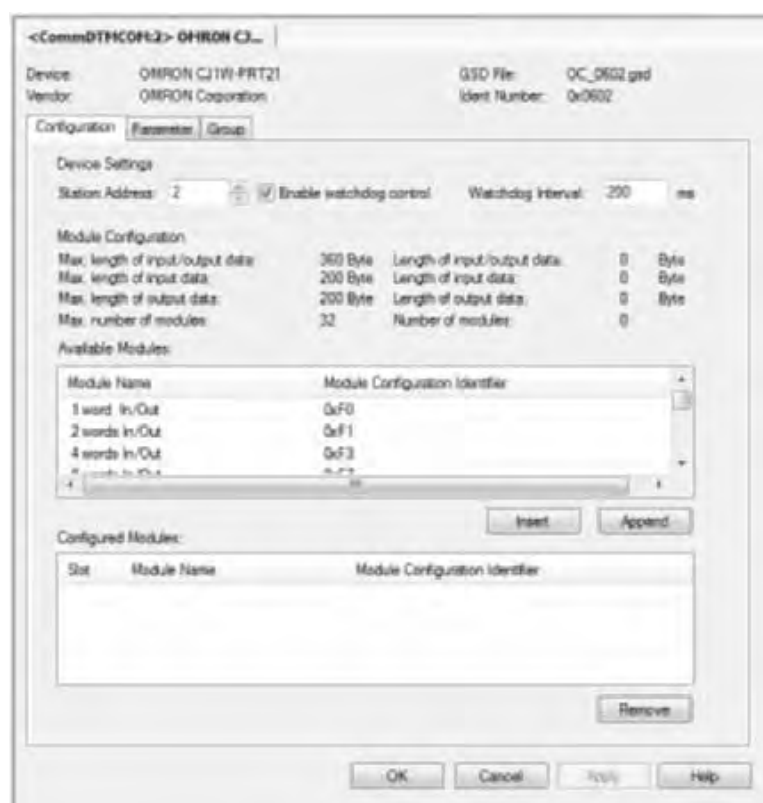 <CommDTMCOM:2> OMRON CJ...
Device: OMRON CJ1W-PRT21 GSD File: OC_0602.gsd
Vendor: OMRON Corporation Ident Number: 0x0602
Configuration Parameter Group
Device Settings
Station Address: 2 Enable watchdog control Watchdog Interval: 200 ms
Module Configuration
Max. length of input/output data: 360 Byte Length of input/output data: 0 Byte
Max. length of input data: 200 Byte Length of input data: 0 Byte
Max. length of output data: 200 Byte Length of output data: 0 Byte
Max. number of modules: 32 Number of modules: 0
Available Modules:
Module Name Module Configuration Identifier
1 word In/Out 0xF0
2 words In/Out 0xF1
4 words In/Out 0xF3
words In/Out 0xF7
Insert Append
Configured Modules:
Slot Module Name Module Configuration Identifier
Remove
OK Cancel Apply Help